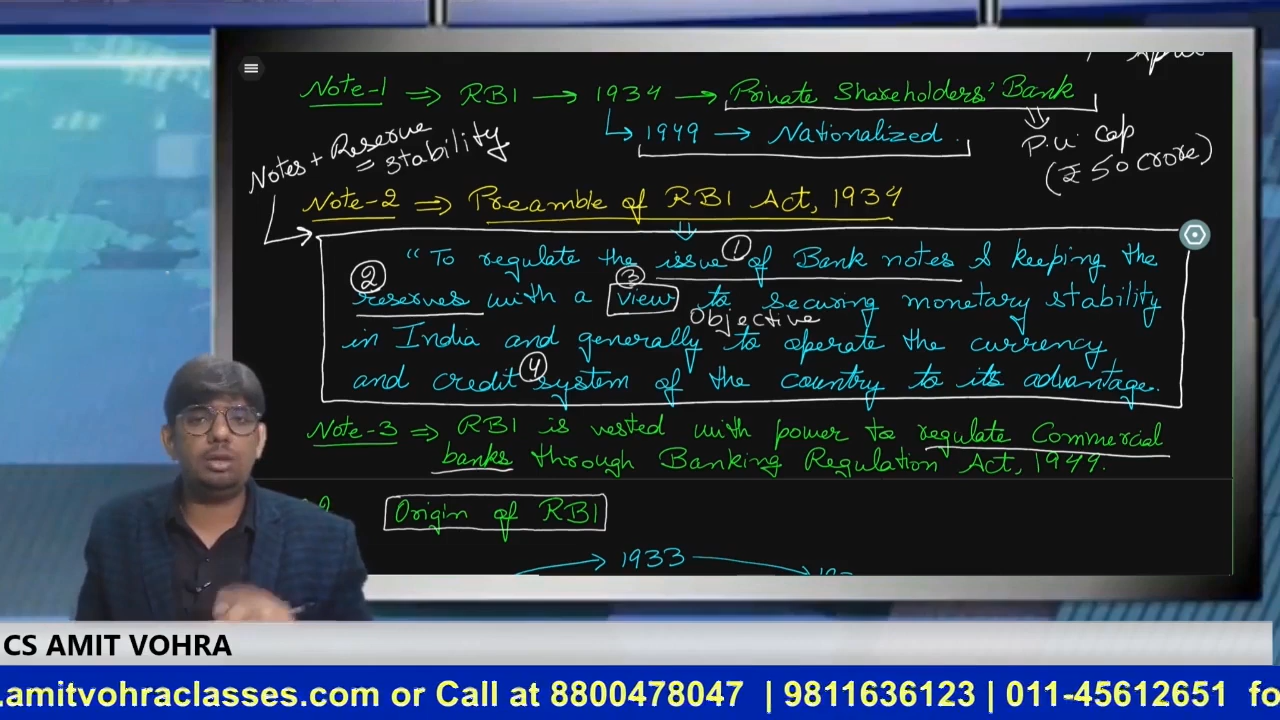 April
Note-1 ⇒ RBI → 1934 → Private Shareholders' Bank
1949 → Nationalized.
P.U cap
(₹50 crore)
Notes + Reserve
= stability
Note-2 ⇒ Preamble of RBI Act, 1934
"To regulate the issue ① of Bank notes & keeping the
② reserves with a ③ view to securing monetary stability
Objective
in India and generally to operate the currency
and credit ④ system of the country to its advantage.
Note-3 ⇒ RBI is vested with power to regulate Commercial
banks through Banking Regulation Act, 1949.
Origin of RBI
1933
CS AMIT VOHRA
.amitvohraclasses.com or Call at 8800478047 | 9811636123 | 011-45612651 fo